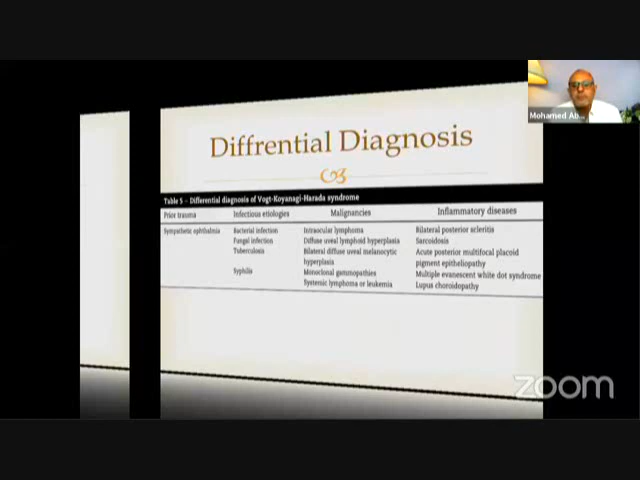 Mohamed Ab...
Diffrential Diagnosis
Table 5 – Differential diagnosis of Vogt-Koyanagi-Harada syndrome
Prior trauma Infectious etiologies Malignancies Inflammatory diseases
Sympathetic ophthalmia Bacterial infection Intraocular lymphoma Bilateral posterior scleritis
Fungal infection Diffuse uveal lymphoid hyperplasia Sarcoidosis
Tuberculosis Bilateral diffuse uveal melanocytic Acute posterior multifocal placoid
hyperplasia pigment epitheliopathy
Syphilis Monoclonal gammopathies Multiple evanescent white dot syndrome
Systemic lymphoma or leukemia Lupus choroidopathy
zoom